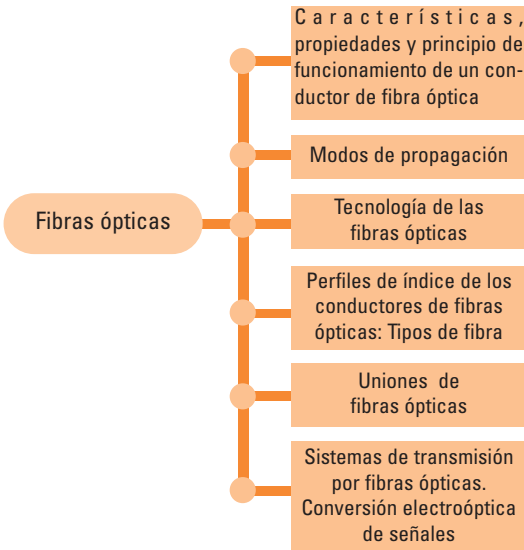 Fibras ópticas
Características,
propiedades y principio de
funcionamiento de un con-
ductor de fibra óptica
Modos de propagación
Tecnología de las
fibras ópticas
Perfiles de índice de los
conductores de fibras
ópticas: Tipos de fibra
Uniones de
fibras ópticas
Sistemas de transmisión
por fibras ópticas.
Conversión electroóptica
de señales